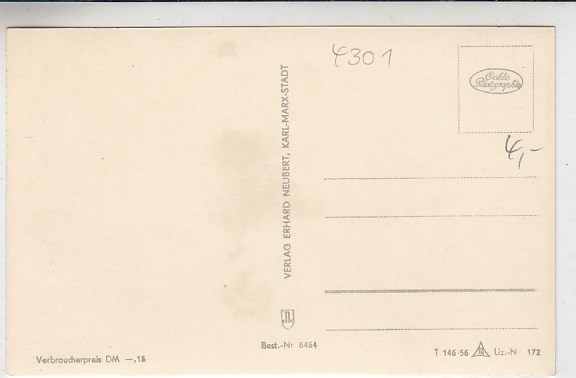 4301
Echte
Photographie
4,-
VERLAG ERHARD NEUBERT, KARL-MARX-STADT
Best.-Nr 6464
Verbraucherpreis DM —,15
T 146/56 Liz.-N 172